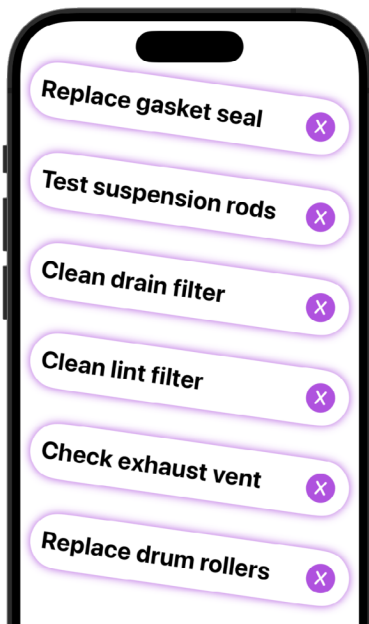 Replace gasket seal
X
Test suspension rods
X
Clean drain filter
X
Clean lint filter
X
Check exhaust vent
X
Replace drum rollers
X